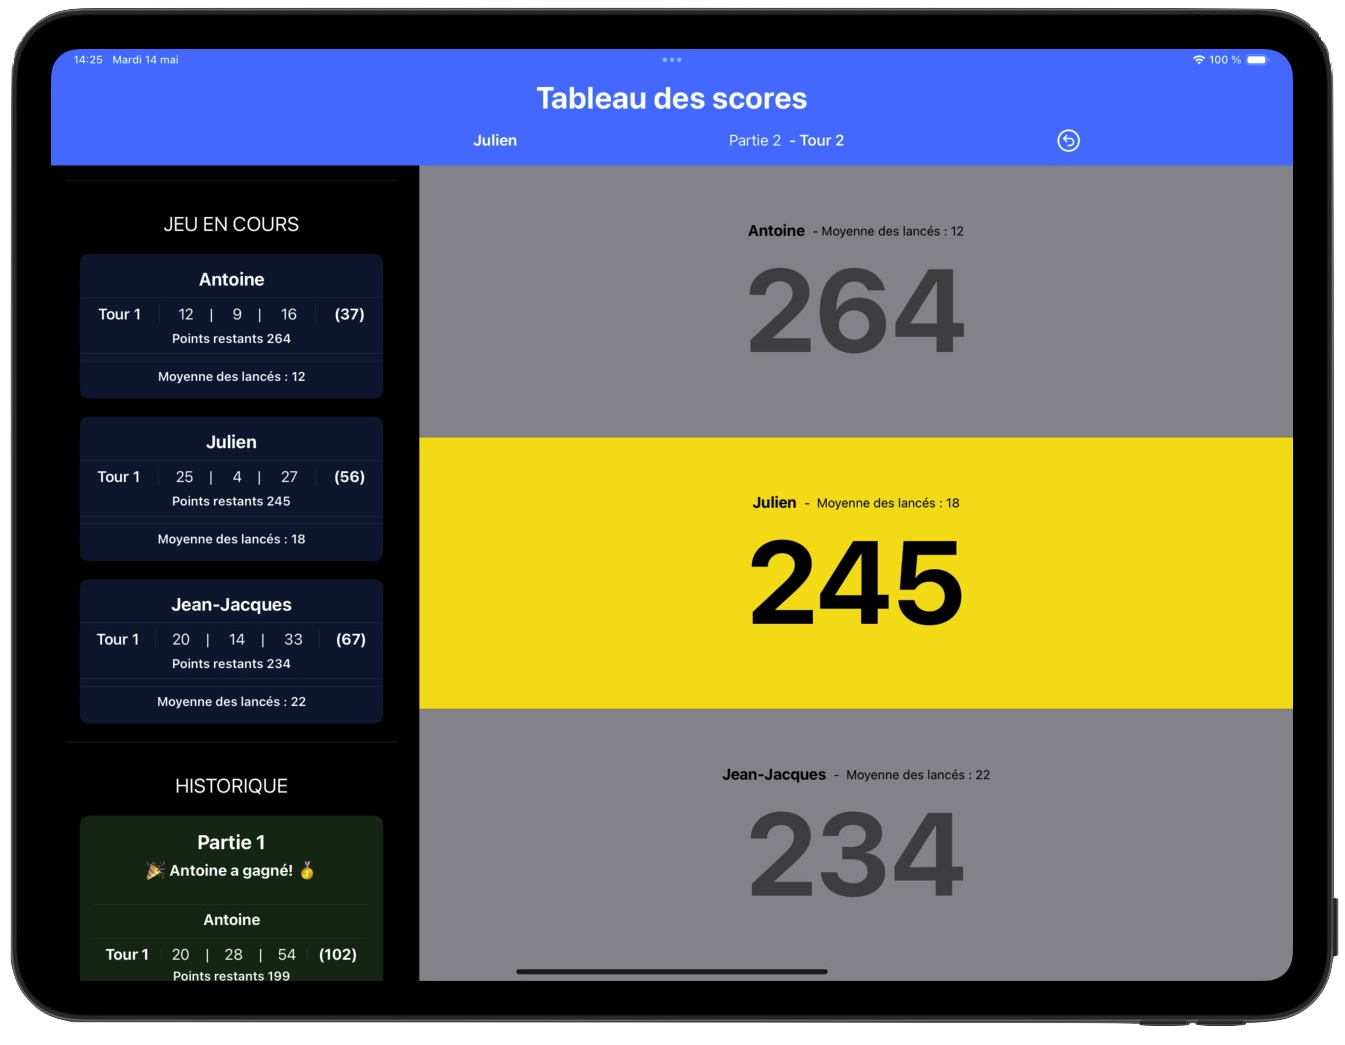 14:25 Mardi 14 mai
100 %
Tableau des scores
Julien
Partie 2 - Tour 2
JEU EN COURS
Antoine
Tour 1 12 | 9 | 16 (37)
Points restants 264
Moyenne des lancés : 12
Julien
Tour 1 25 | 4 | 27 (56)
Points restants 245
Moyenne des lancés : 18
Jean-Jacques
Tour 1 20 | 14 | 33 (67)
Points restants 234
Moyenne des lancés : 22
HISTORIQUE
Partie 1
🎉 Antoine a gagné! 🥇
Antoine
Tour 1 20 | 28 | 54 (102)
Points restants 199
Antoine - Moyenne des lancés : 12
264
Julien - Moyenne des lancés : 18
245
Jean-Jacques - Moyenne des lancés : 22
234